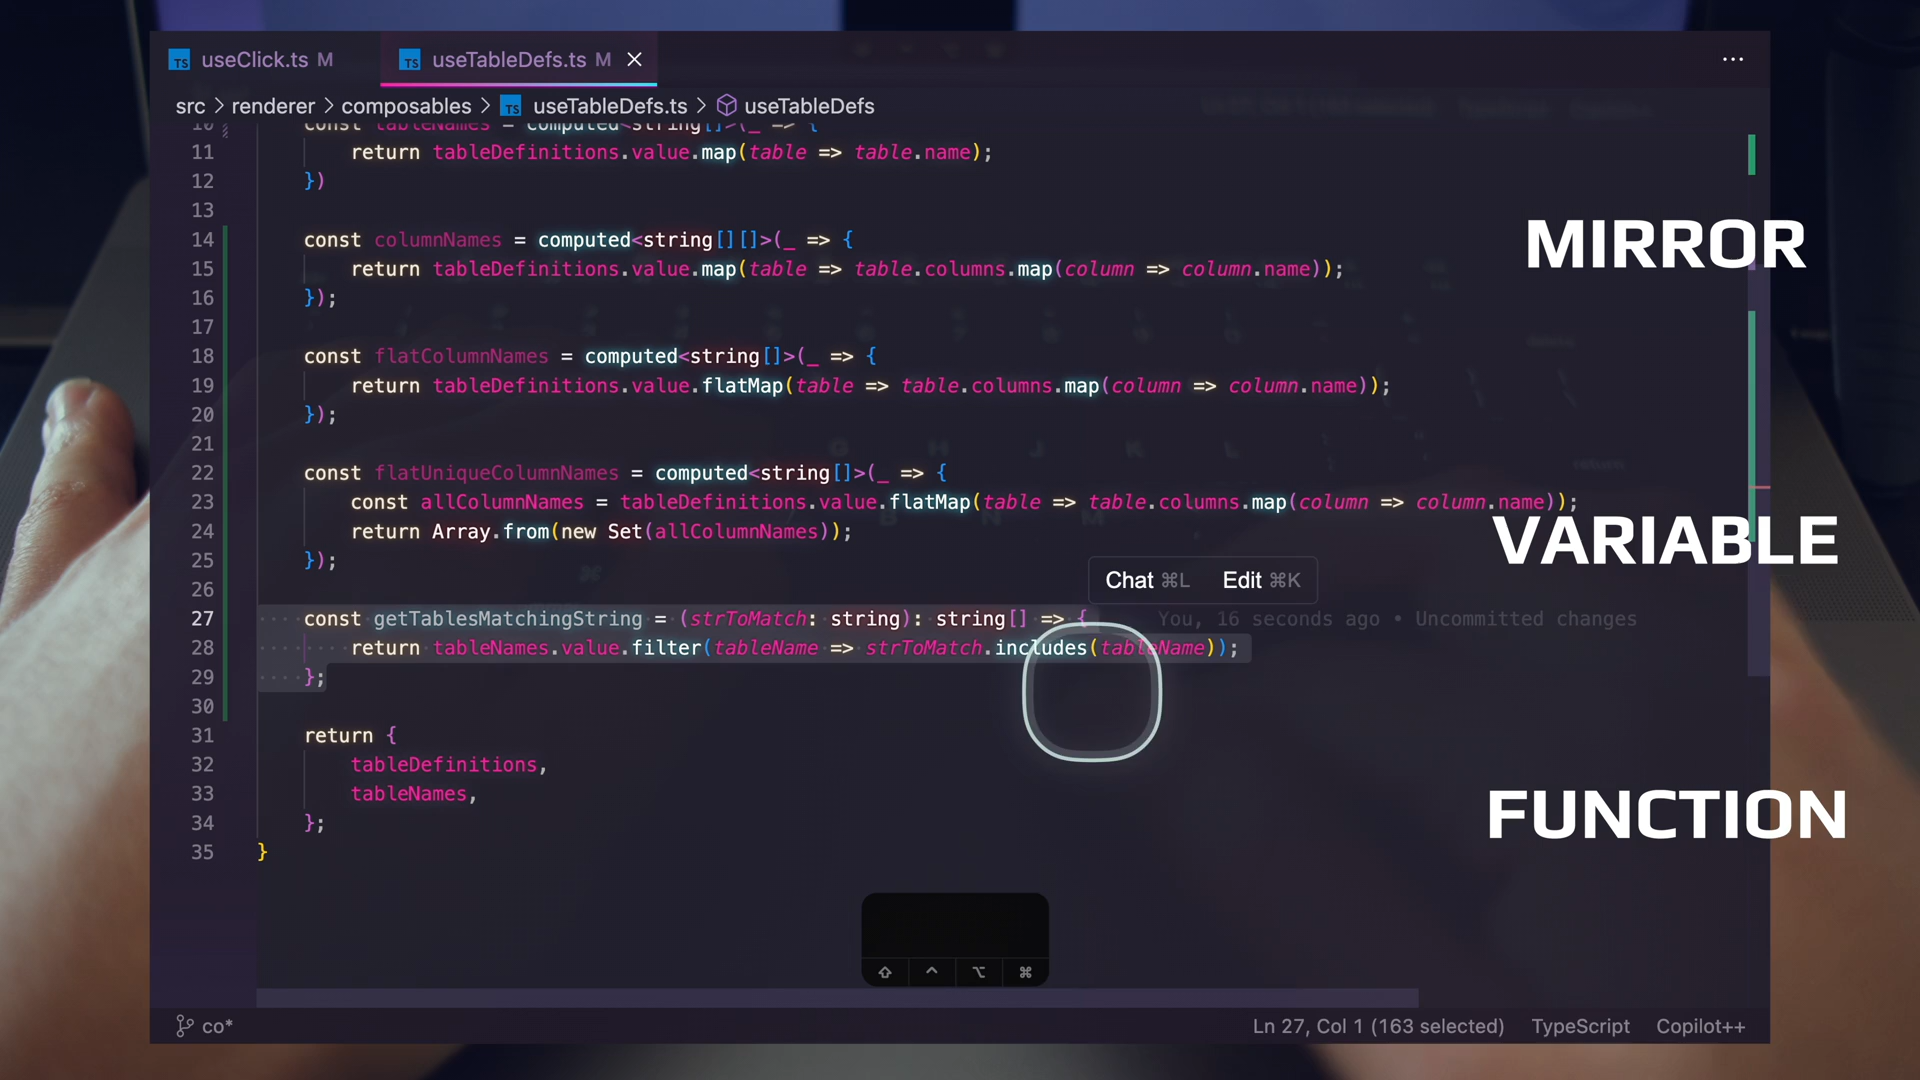 useClick.ts M
useTableDefs.ts M
src > renderer > composables > TS useTableDefs.ts > useTableDefs
10 const tableNames = computed<string[]>(_ => {
11 return tableDefinitions.value.map(table => table.name);
12 })
13
14 const columnNames = computed<string[][]>(_ => {
15 return tableDefinitions.value.map(table => table.columns.map(column => column.name));
16 });
17
18 const flatColumnNames = computed<string[]>(_ => {
19 return tableDefinitions.value.flatMap(table => table.columns.map(column => column.name));
20 });
21
22 const flatUniqueColumnNames = computed<string[]>(_ => {
23 const allColumnNames = tableDefinitions.value.flatMap(table => table.columns.map(column => column.name));
24 return Array.from(new Set(allColumnNames));
25 });
26
Chat ⌘L Edit ⌘K
27 const getTablesMatchingString = (strToMatch: string): string[] => { You, 16 seconds ago • Uncommitted changes
28 return tableNames.value.filter(tableName => strToMatch.includes(tableName));
29 };
30
31 return {
32 tableDefinitions,
33 tableNames,
34 };
35 }
MIRROR
VARIABLE
FUNCTION
co*
Ln 27, Col 1 (163 selected) TypeScript Copilot++